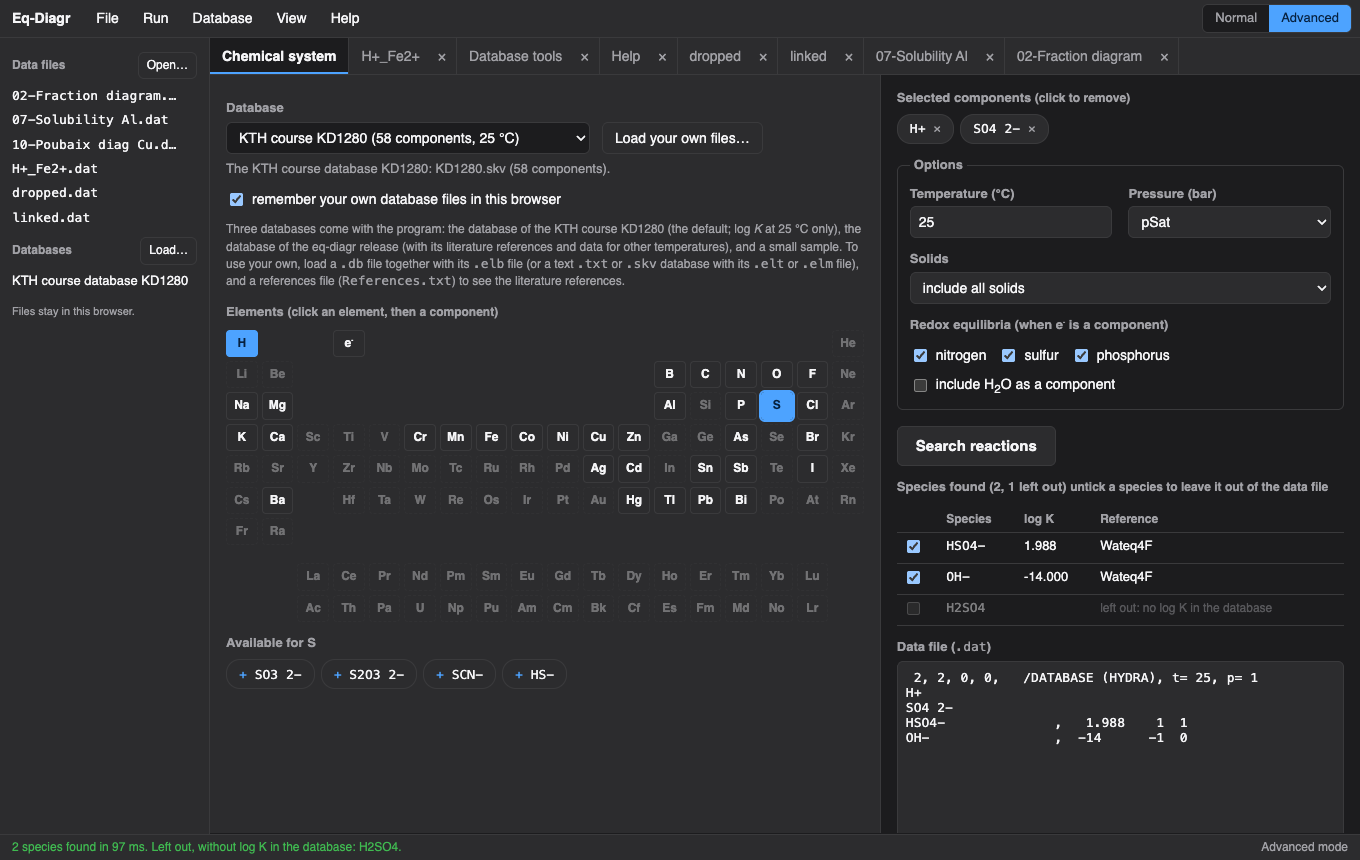 Eq-Diagr File Run Database View Help Normal Advanced
Data files Open...
02-Fraction diagram.…
07-Solubility Al.dat
10-Poubaix diag Cu.d…
H+_Fe2+.dat
dropped.dat
linked.dat
Databases Load...
KTH course database KD1280
Files stay in this browser.
Chemical system H+_Fe2+ × Database tools × Help × dropped × linked × 07-Solubility Al × 02-Fraction diagram ×
Database
KTH course KD1280 (58 components, 25 °C) Load your own files…
The KTH course database KD1280: KD1280.skv (58 components).
remember your own database files in this browser
Three databases come with the program: the database of the KTH course KD1280 (the default; log K at 25 °C only), the
database of the eq-diagr release (with its literature references and data for other temperatures), and a small sample. To
use your own, load a .db file together with its .elb file (or a text .txt or .skv database with its .elt or .elm file),
and a references file (References.txt) to see the literature references.
Elements (click an element, then a component)
H e- He
Li Be B C N O F Ne
Na Mg Al Si P S Cl Ar
K Ca Sc Ti V Cr Mn Fe Co Ni Cu Zn Ga Ge As Se Br Kr
Rb Sr Y Zr Nb Mo Tc Ru Rh Pd Ag Cd In Sn Sb Te I Xe
Cs Ba Hf Ta W Re Os Ir Pt Au Hg Tl Pb Bi Po At Rn
Fr Ra
La Ce Pr Nd Pm Sm Eu Gd Tb Dy Ho Er Tm Yb Lu
Ac Th Pa U Np Pu Am Cm Bk Cf Es Fm Md No Lr
Available for S
+ SO3 2- + S2O3 2- + SCN- + HS-
Selected components (click to remove)
H+ × SO4 2- ×
Options
Temperature (°C) Pressure (bar)
25 pSat
Solids
include all solids
Redox equilibria (when e- is a component)
nitrogen sulfur phosphorus
include H2O as a component
Search reactions
Species found (2, 1 left out) untick a species to leave it out of the data file
Species log K Reference
HSO4- 1.988 Wateq4F
OH- -14.000 Wateq4F
H2SO4 left out: no log K in the database
Data file (.dat)
2, 2, 0, 0, /DATABASE (HYDRA), t= 25, p= 1
H+
SO4 2-
HSO4- , 1.988 1 1
OH- , -14 -1 0
2 species found in 97 ms. Left out, without log K in the database: H2SO4. Advanced mode